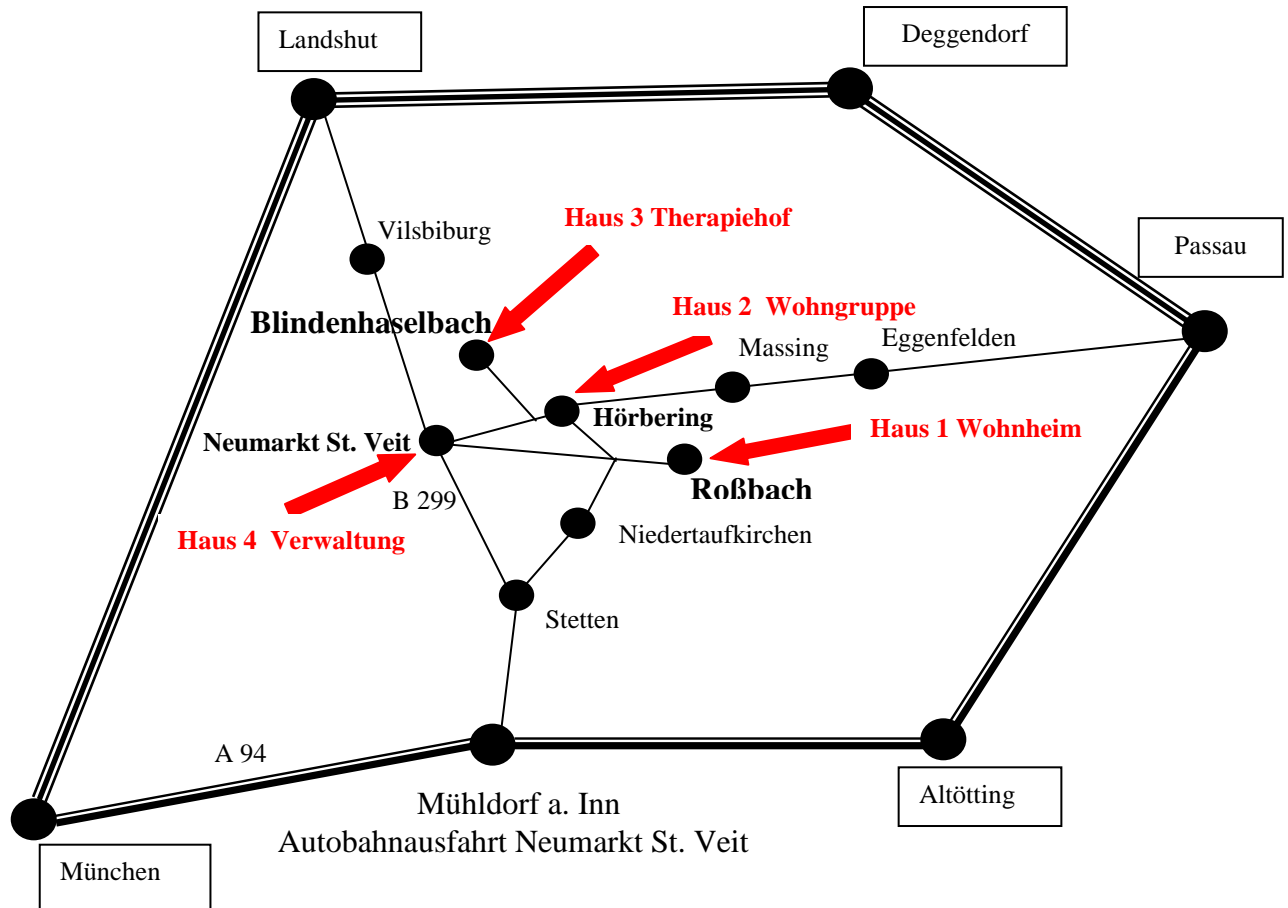 Landshut
Deggendorf
Haus 3 Therapiehof
Vilsbiburg
Passau
Haus 2 Wohngruppe
Blindenhaselbach
Massing
Eggenfelden
Hörbering
Haus 1 Wohnheim
Neumarkt St. Veit
Roßbach
B 299
Haus 4 Verwaltung
Niedertaufkirchen
Stetten
A 94
Mühldorf a. Inn
Autobahnausfahrt Neumarkt St. Veit
Altötting
München